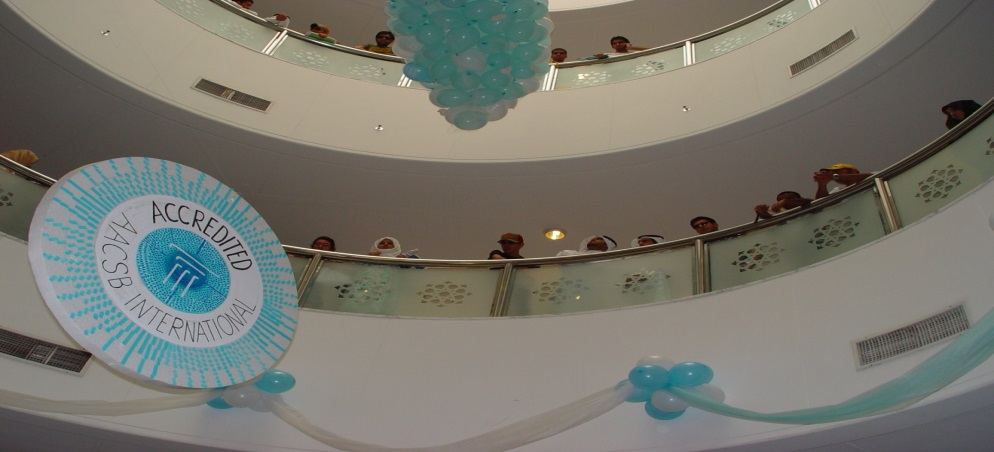 ACCREDITED
AACSB INTERNATIONAL